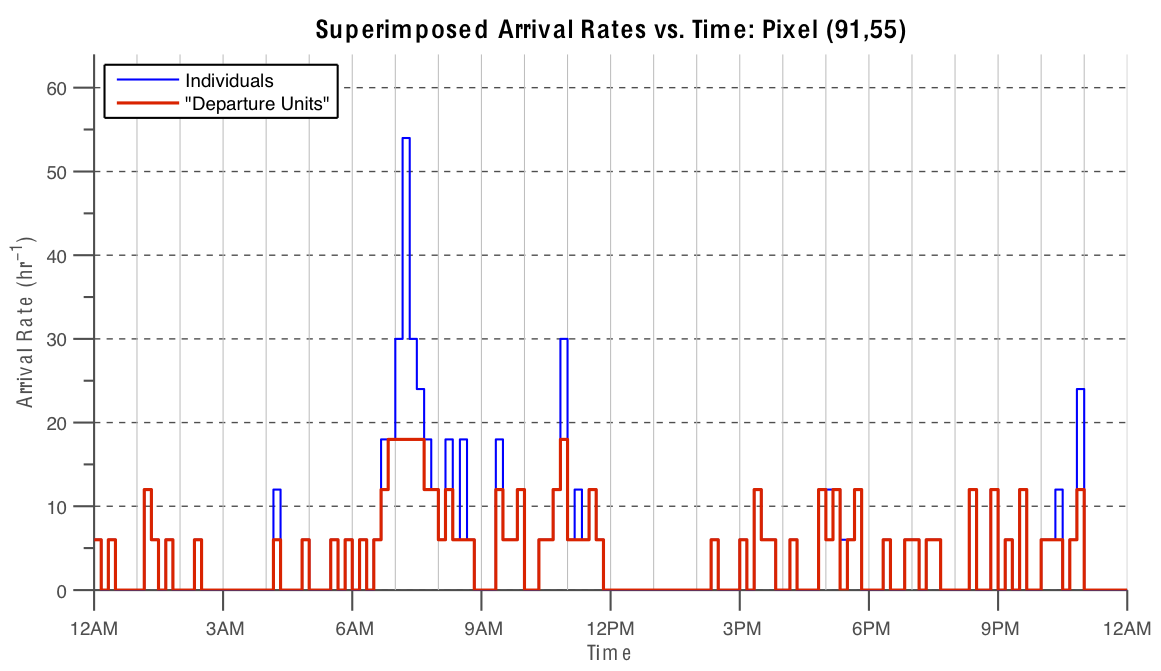 Superimposed Arrival Rates vs. Time: Pixel (91,55)
Individuals
"Departure Units"
60
50
40
30
20
10
0
Arrival Rate (hr⁻¹)
12AM 3AM 6AM 9AM 12PM 3PM 6PM 9PM 12AM
Time